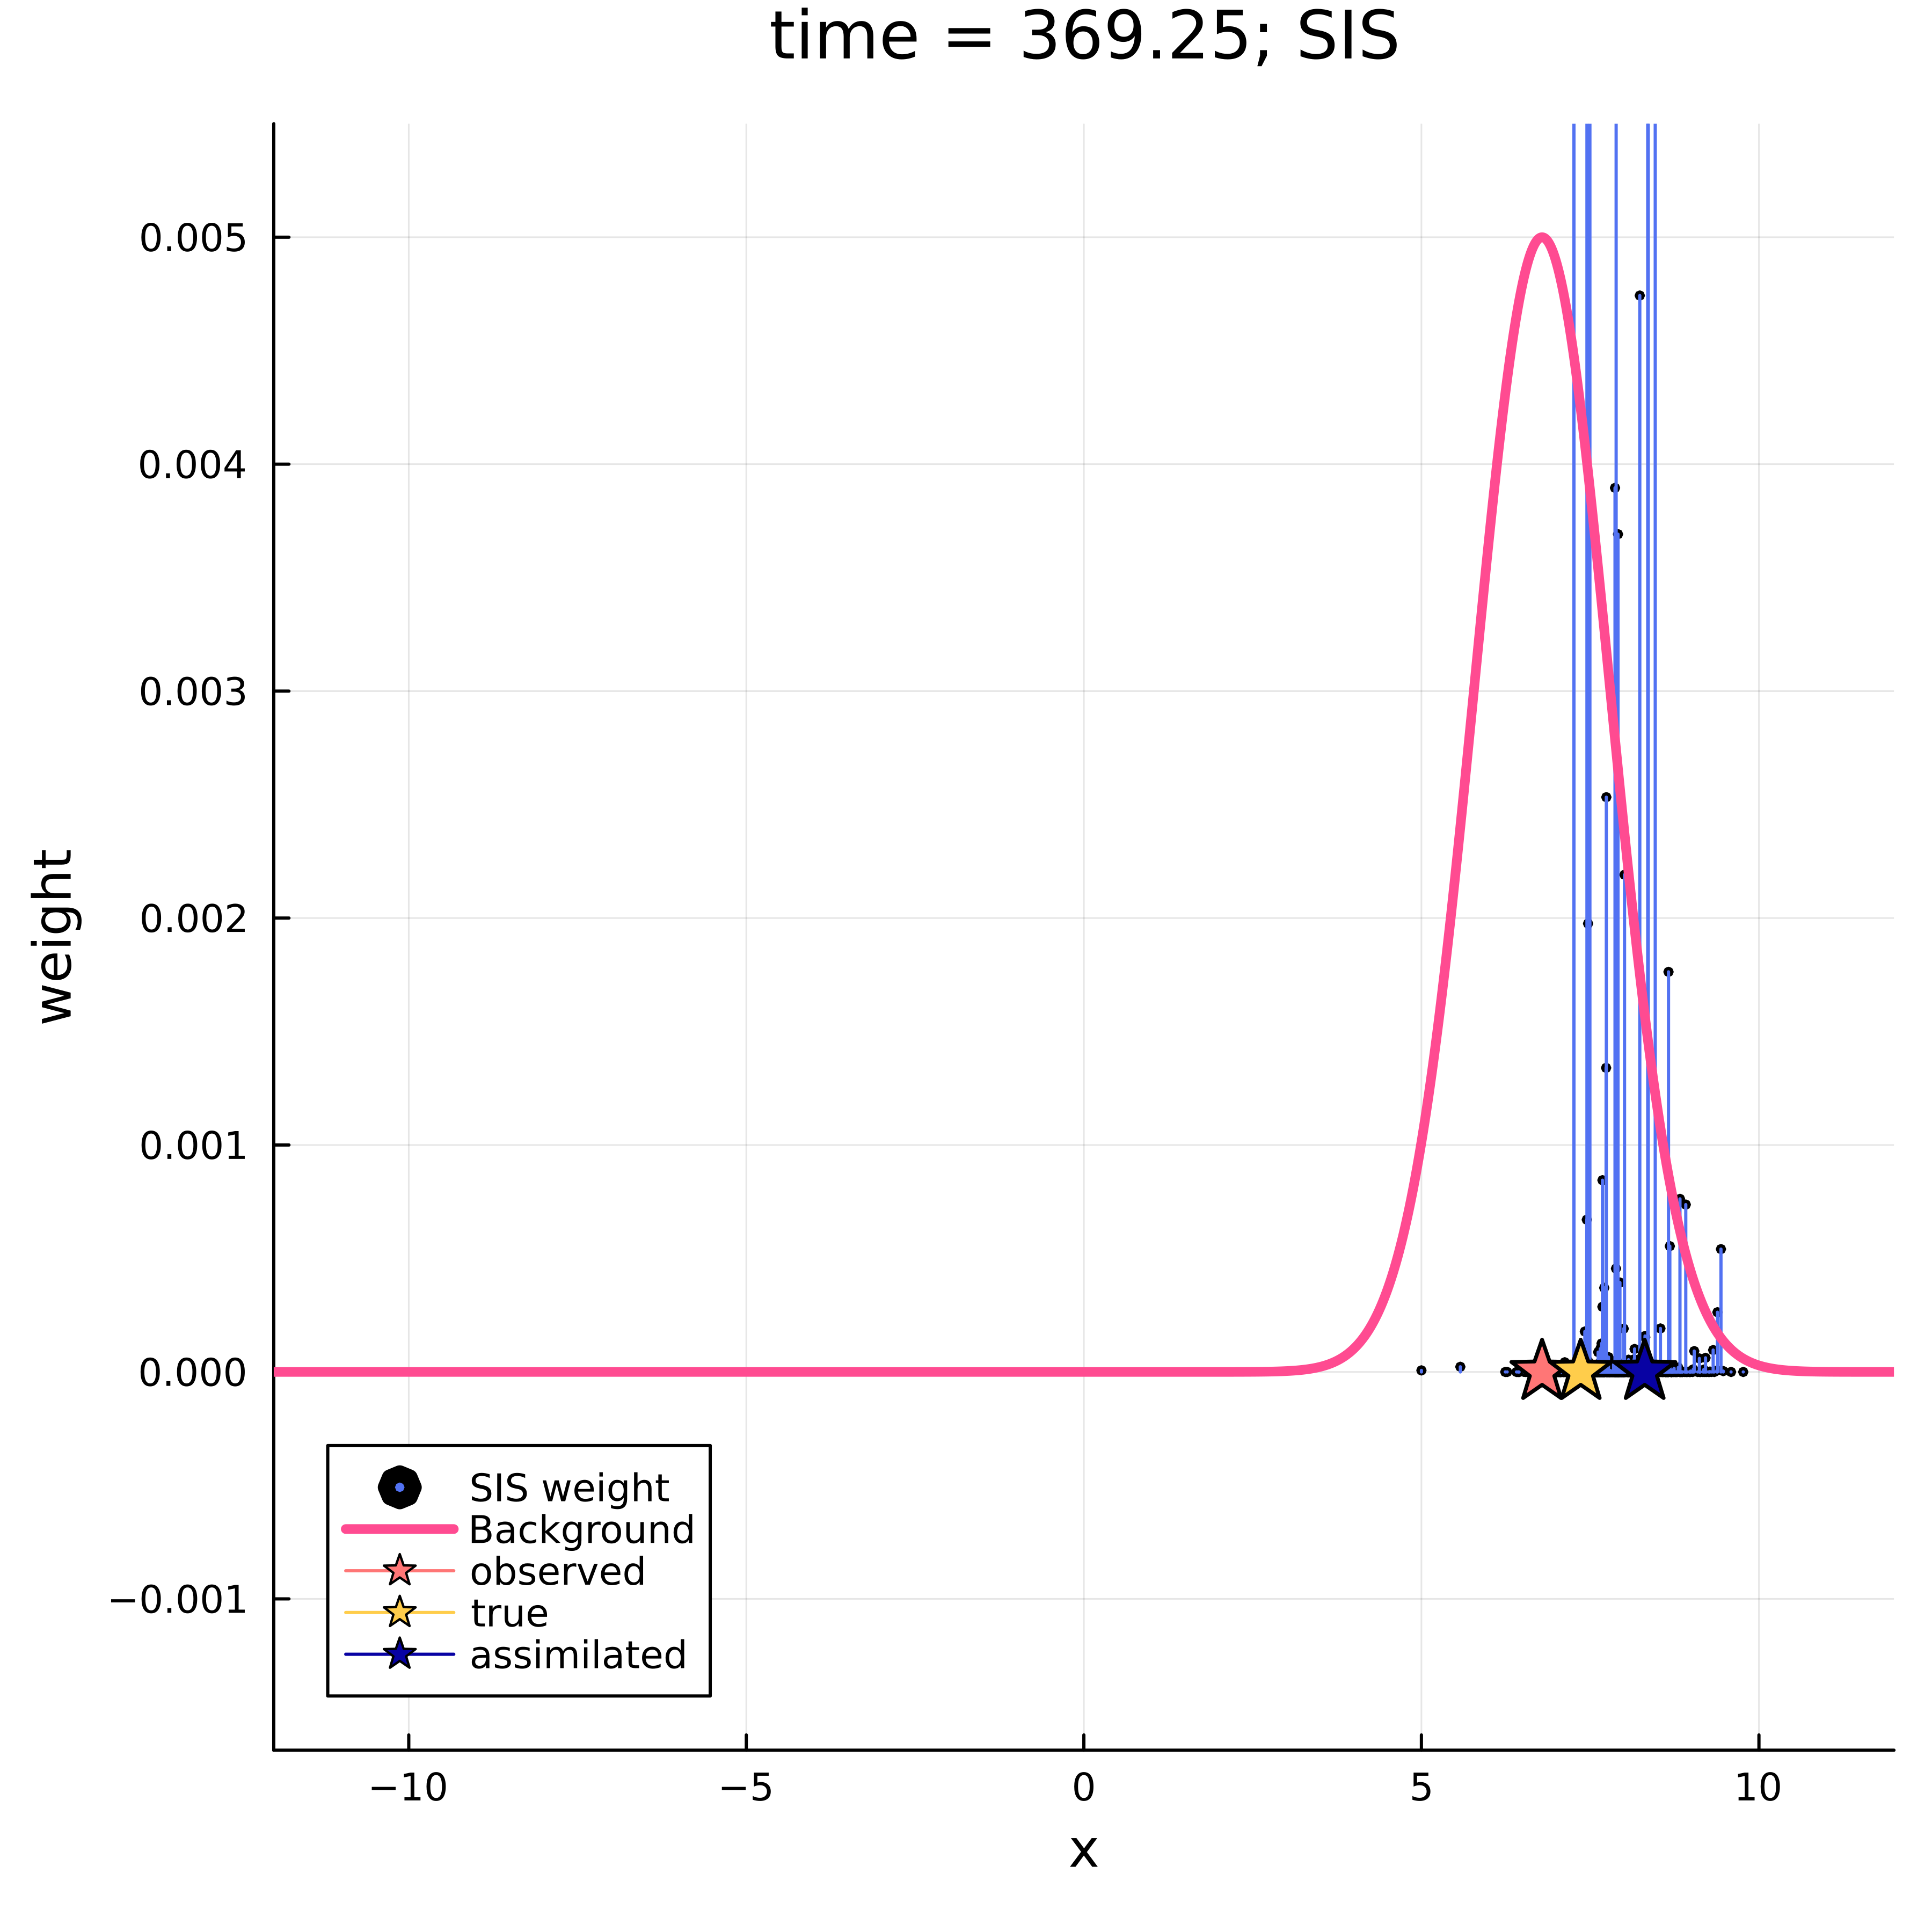 time = 369.25; SIS
0.005
0.004
0.003
0.002
0.001
0.000
−0.001
weight
SIS weight
Background
observed
true
assimilated
−10
−5
0
5
10
x